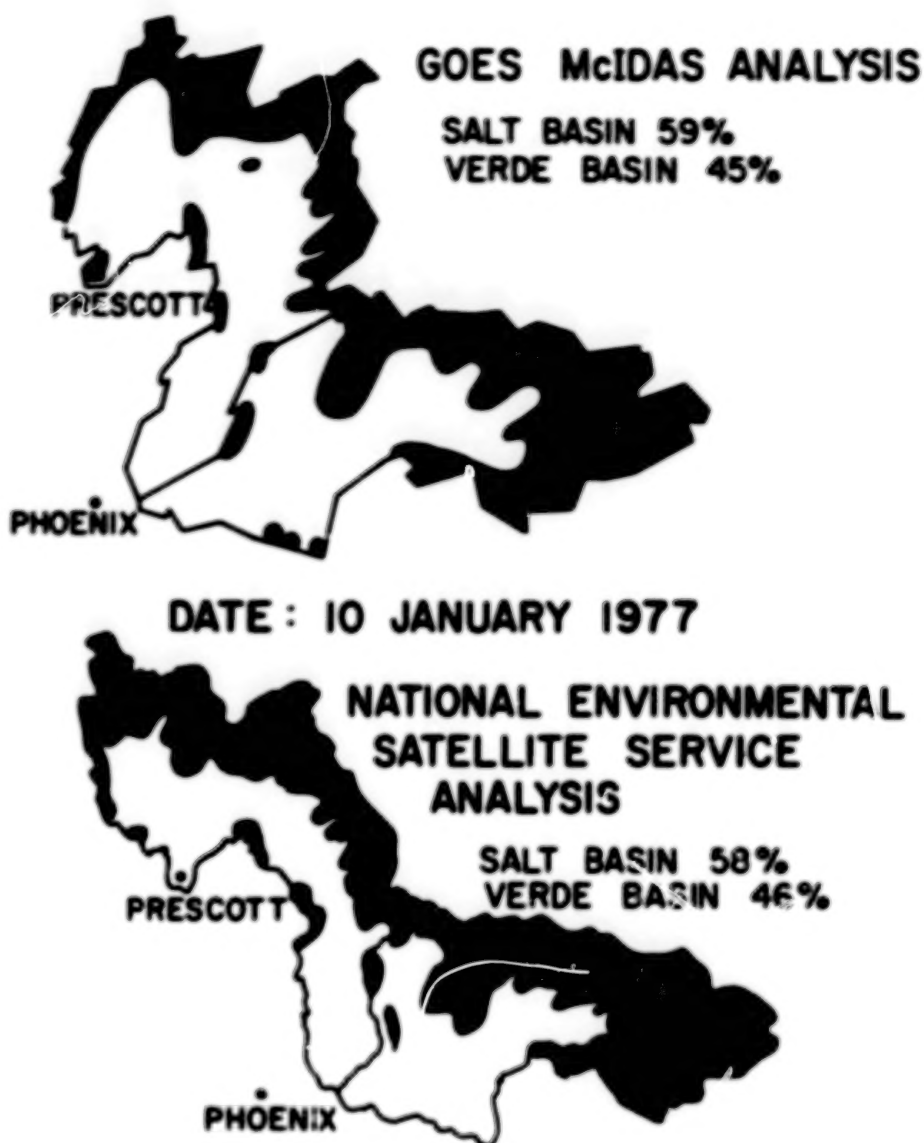 GOES McIDAS ANALYSIS
SALT BASIN 59%
VERDE BASIN 45%
PRESCOTT
PHOENIX
DATE: 10 JANUARY 1977
NATIONAL ENVIRONMENTAL
SATELLITE SERVICE
ANALYSIS
SALT BASIN 58%
VERDE BASIN 46%
PRESCOTT
PHOENIX